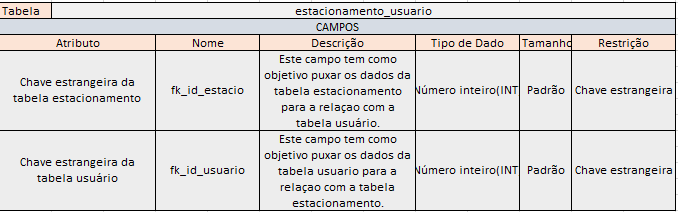 Tabela estacionamento_usuario
CAMPOS
Atributo Nome Descrição Tipo de Dado Tamanho Restrição
Chave estrangeira da
tabela estacionamento
fk_id_estacio
Este campo tem como
objetivo puxar os dados da
tabela estacionamento
para a relaçao com a
tabela usuário.
Número inteiro(INT
Padrão
Chave estrangeira
Chave estrangeira da
tabela usuário
fk_id_usuario
Este campo tem como
objetivo puxar os dados da
tabela usuario para a
relaçao com a tabela
estacionamento.
Número inteiro(INT
Padrão
Chave estrangeira